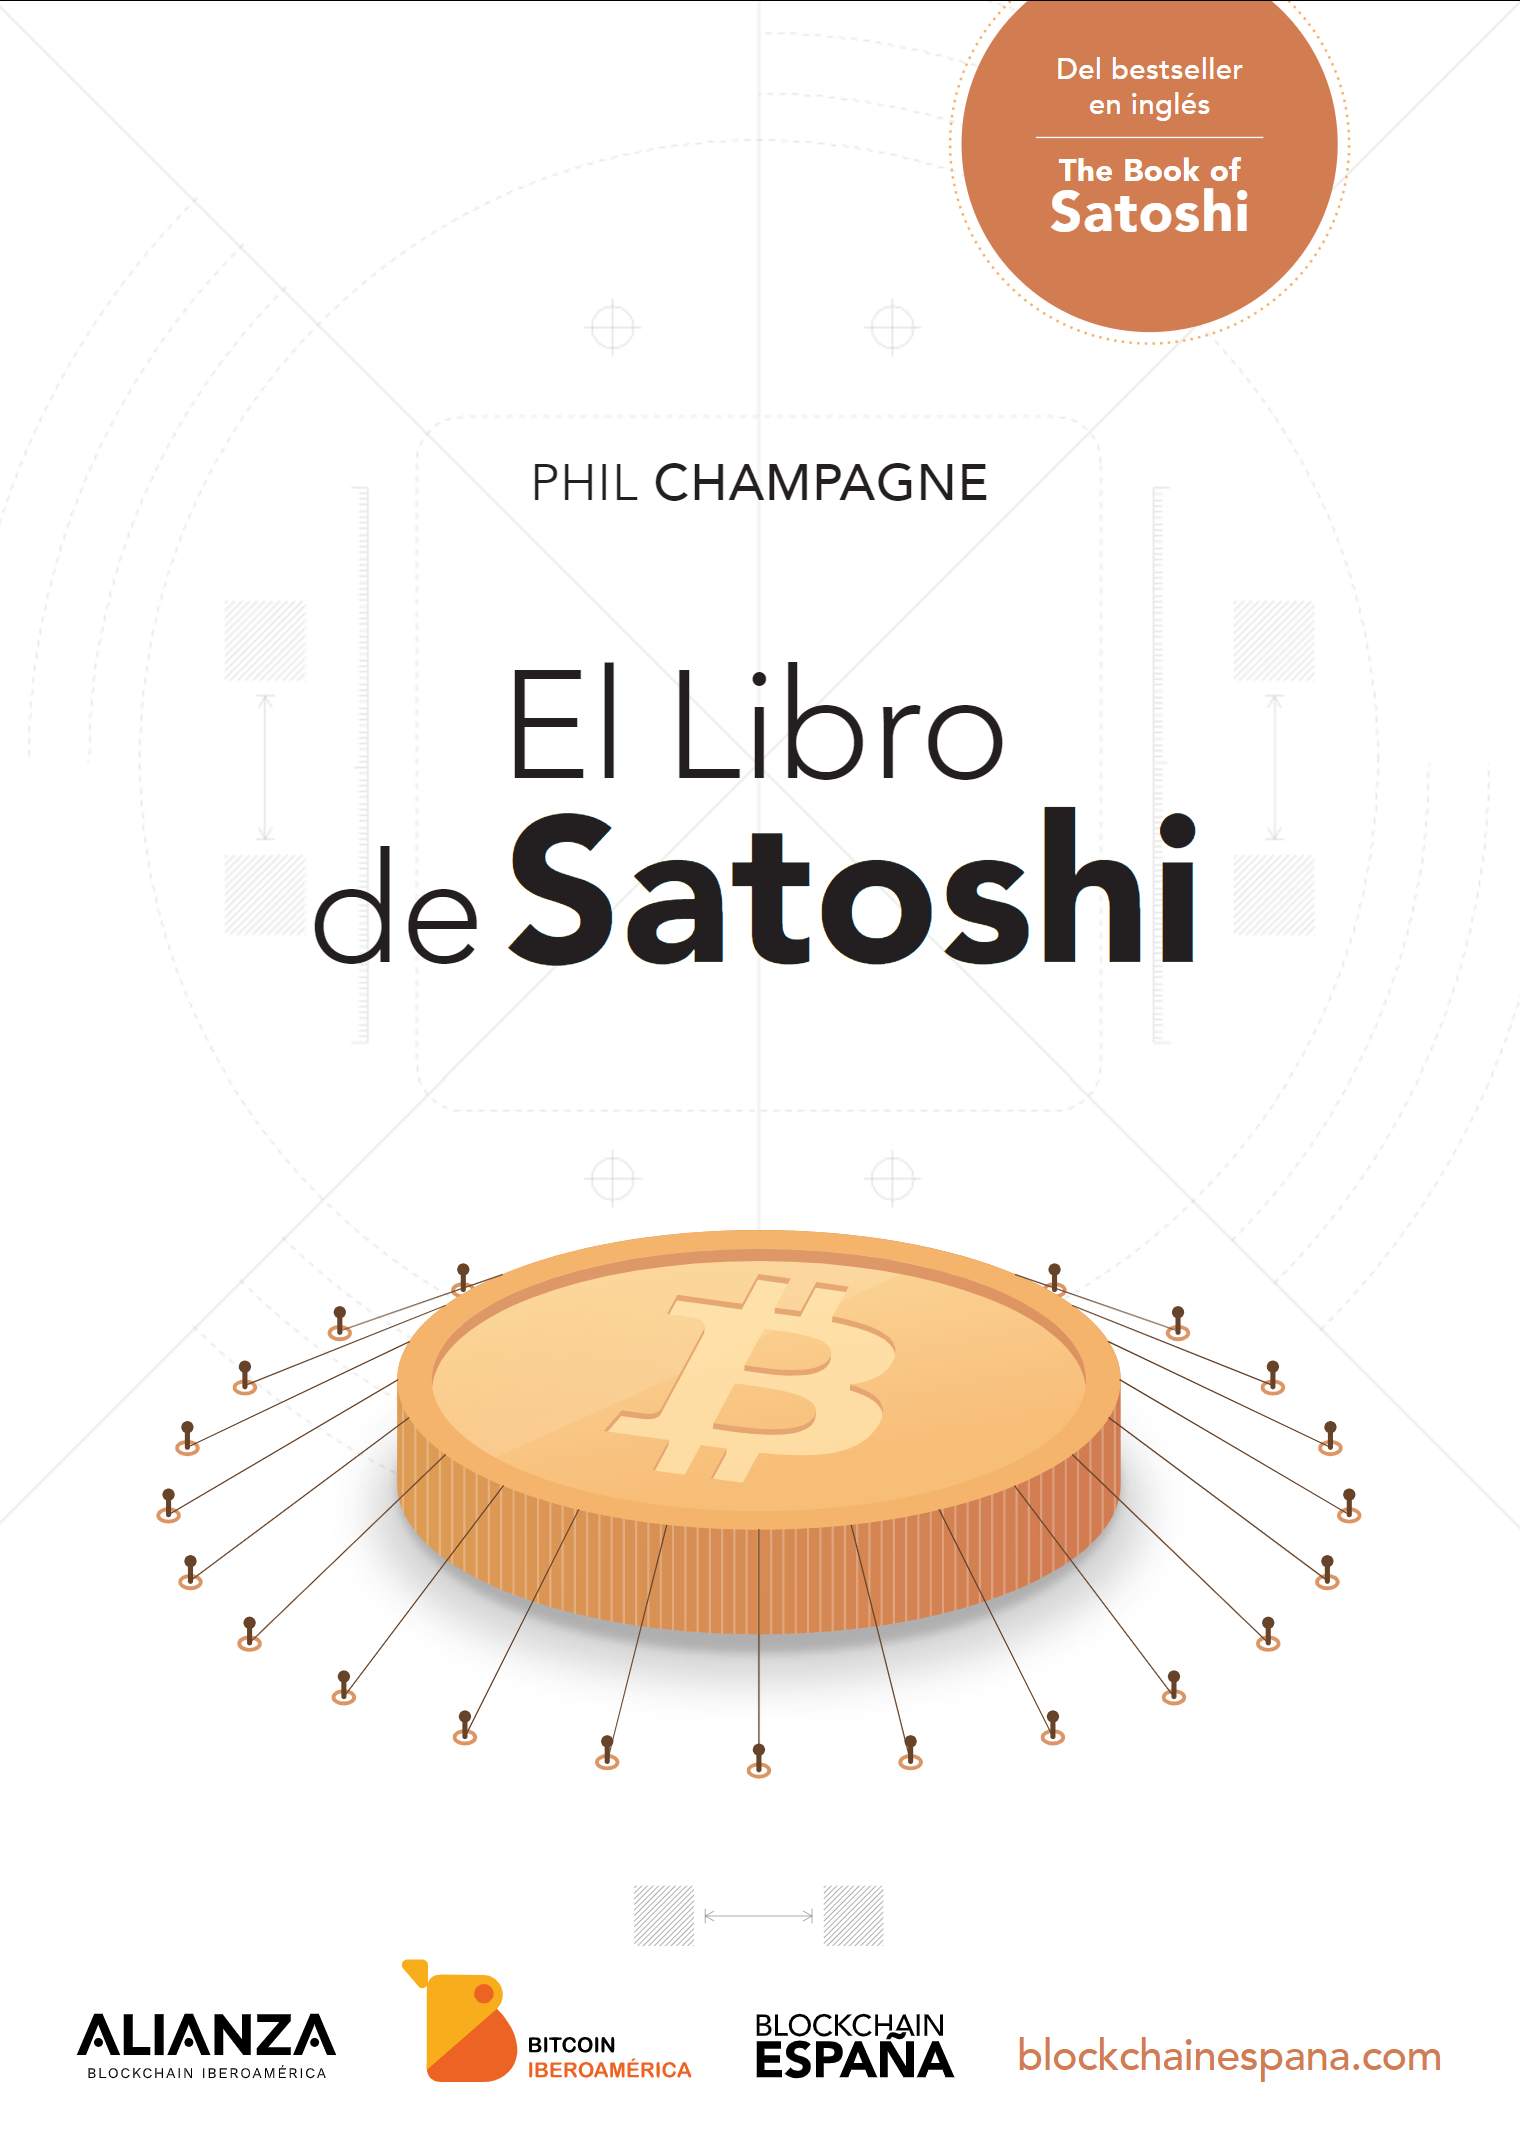 Del bestseller
en inglés
The Book of
Satoshi
PHIL CHAMPAGNE
El Libro
de Satoshi
ALIANZA
BLOCKCHAIN IBEROAMÉRICA
BITCOIN
IBEROAMÉRICA
BLOCKCHAIN
ESPAÑA
blockchainespana.com